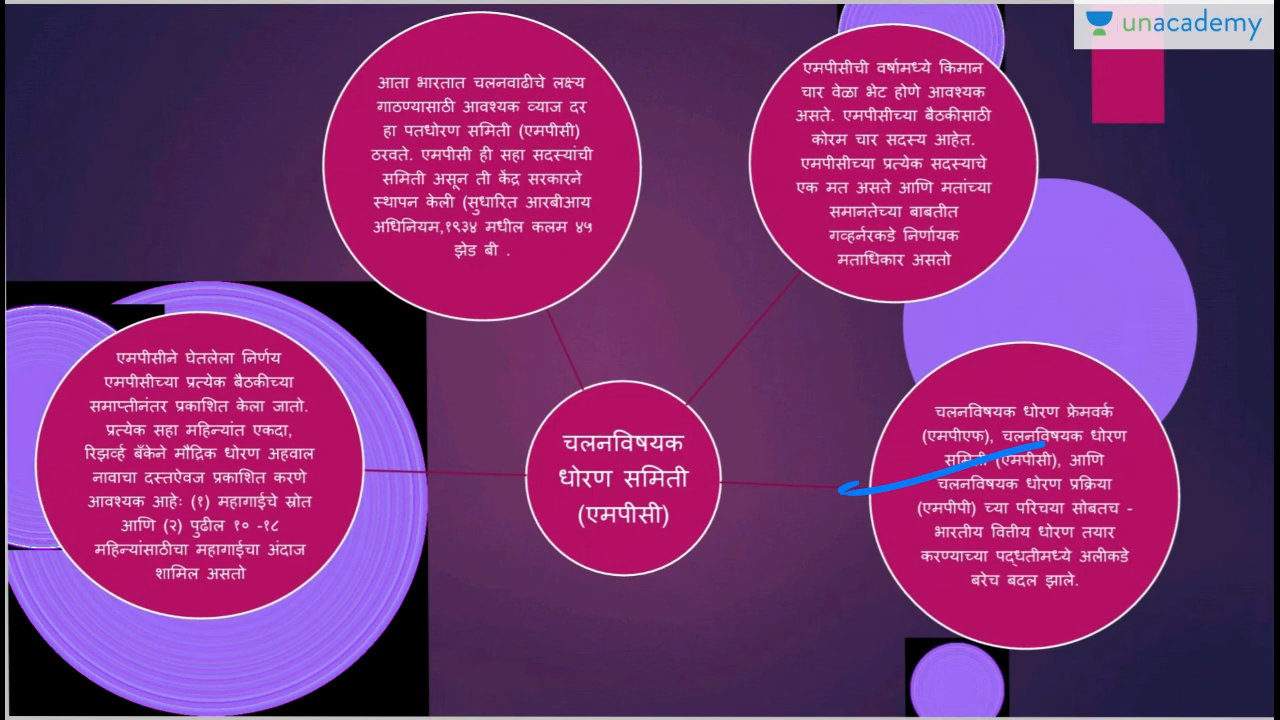 unacademy
आता भारतात चलनवाढीचे लक्ष्य
गाठण्यासाठी आवश्यक व्याज दर
हा पतधोरण समिती (एमपीसी)
ठरवते. एमपीसी ही सहा सदस्यांची
समिती असून ती केंद्र सरकारने
स्थापन केली (सुधारित आरबीआय
अधिनियम,१९३४ मधील कलम ४५
झेड बी .
एमपीसीची वर्षामध्ये किमान
चार वेळा भेट होणे आवश्यक
असते. एमपीसीच्या बैठकीसाठी
कोरम चार सदस्य आहेत.
एमपीसीच्या प्रत्येक सदस्याचे
एक मत असते आणि मतांच्या
समानतेच्या बाबतीत
गव्हर्नरकडे निर्णायक
मताधिकार असतो
एमपीसीने घेतलेला निर्णय
एमपीसीच्या प्रत्येक बैठकीच्या
समाप्तीनंतर प्रकाशित केला जातो.
प्रत्येक सहा महिन्यांत एकदा,
रिझर्व्ह बँकेने मौद्रिक धोरण अहवाल
नावाचा दस्तऐवज प्रकाशित करणे
आवश्यक आहेः (१) महागाईचे स्रोत
आणि (२) पुढील १० -१८
महिन्यांसाठीचा महागाईचा अंदाज
शामिल असतो
चलनविषयक
धोरण समिती
(एमपीसी)
चलनविषयक धोरण फ्रेमवर्क
(एमपीएफ), चलनविषयक धोरण
समिती (एमपीसी), आणि
चलनविषयक धोरण प्रक्रिया
(एमपीपी) च्या परिचया सोबतच -
भारतीय वित्तीय धोरण तयार
करण्याच्या पद्धतीमध्ये अलीकडे
बरेच बदल झाले.